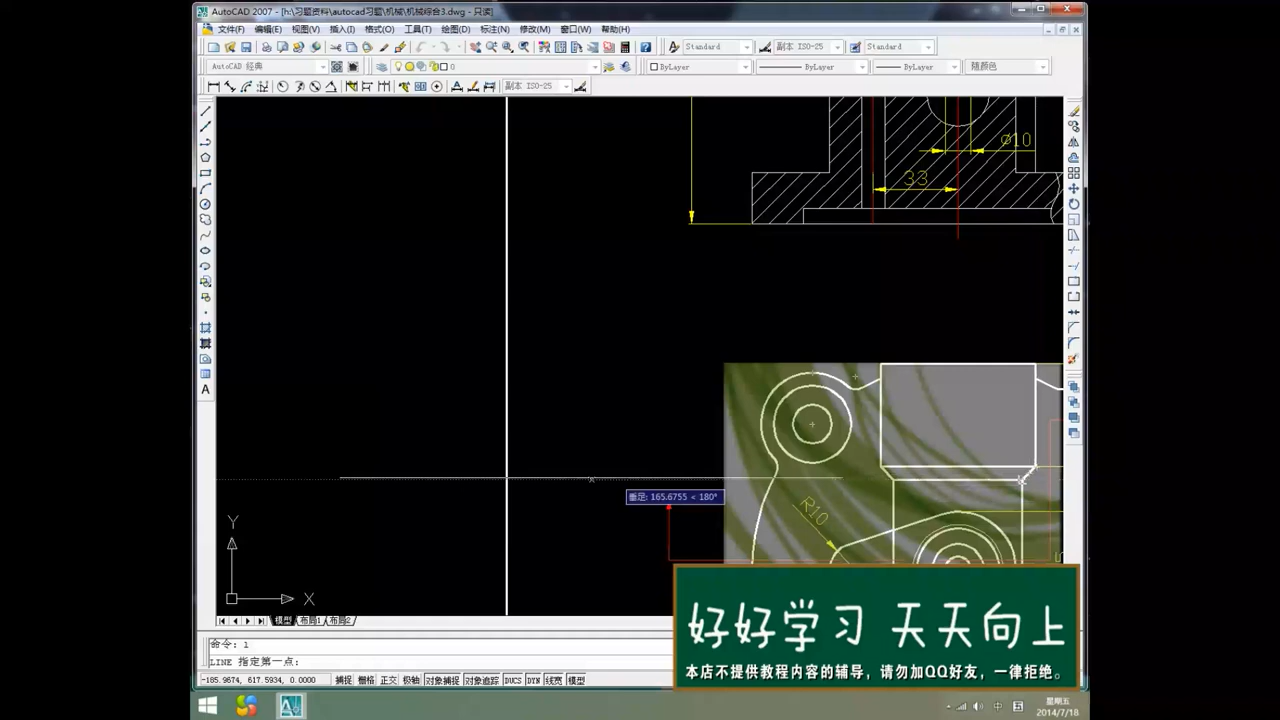 AutoCAD 2007 - [h:\习题资料\autocad习题\机械\机械综合3.dwg - 只读]
文件(F) 编辑(E) 视图(V) 插入(I) 格式(O) 工具(T) 绘图(D) 标注(N) 修改(M) 窗口(W) 帮助(H)
Standard 副本 ISO-25 Standard
AutoCAD 经典 0 ByLayer ByLayer ByLayer 随颜色
副本 ISO-25
ø10
33
垂足: 165.6755 < 180°
R10
Y
X
模型 布局1 布局2
命令: l
LINE 指定第一点:
-185.9674, 617.5934, 0.0000 捕捉 栅格 正交 极轴 对象捕捉 对象追踪 DUCS DYN 线宽 模型
好好学习 天天向上
本店不提供教程内容的辅导，请勿加QQ好友，一律拒绝。
中 五
星期五
2014/7/18